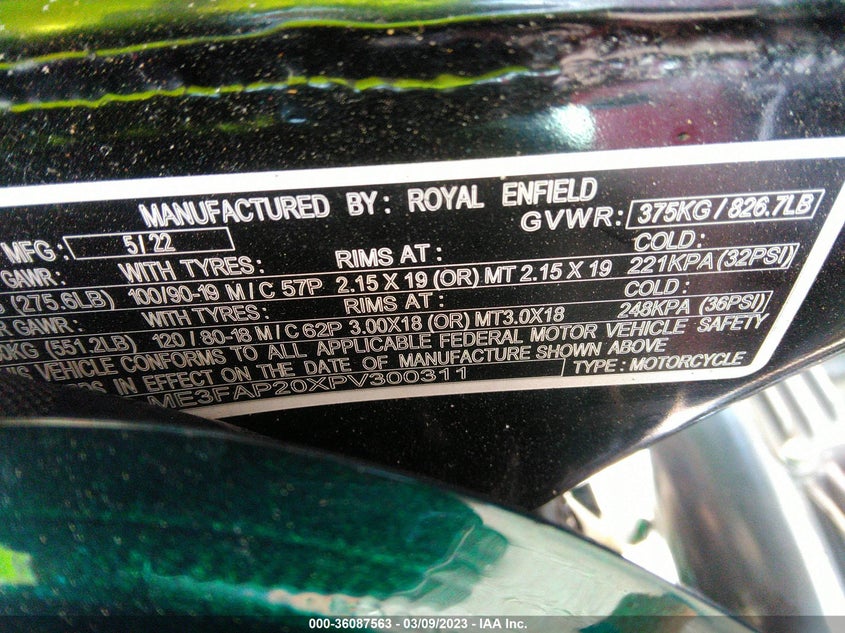 MANUFACTURED BY: ROYAL ENFIELD
GVWR: 375KG / 826.7LB
MFG: 5/22
GAWR: WITH TYRES: RIMS AT: COLD:
(275.6LB) 100/90-19 M/C 57P 2.15 X 19 (OR) MT 2.15 X 19 221KPA (32PSI)
GAWR: WITH TYRES: RIMS AT: COLD:
(551.2LB) 120 / 80-18 M/C 62P 3.00X18 (OR) MT3.0X18 248KPA (36PSI)
VEHICLE CONFORMS TO ALL APPLICABLE FEDERAL MOTOR VEHICLE SAFETY
IN EFFECT ON THE DATE OF MANUFACTURE SHOWN ABOVE
ME3FAP20XPV300311 TYPE: MOTORCYCLE
000-36087563 - 03/09/2023 - IAA Inc.